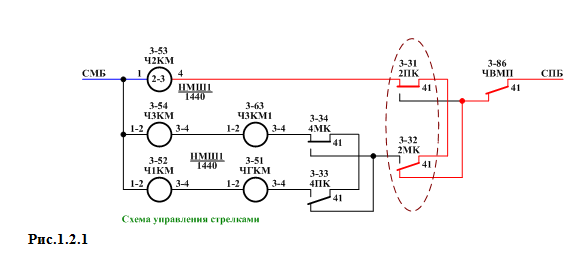 3-53
Ч2КМ
СМБ 1 2-3 4
НМШ1
1440
3-31
2ПК
41
3-86
ЧВМП
41
СПБ
3-54
Ч3КМ
1-2 3-4
3-63
Ч3КМ1
1-2 3-4
3-34
4МК
41
НМШ1
1440
3-52
Ч1КМ
1-2 3-4
3-51
ЧГКМ
1-2 3-4
3-33
4ПК
41
3-32
2МК
41
Схема управления стрелками
Рис.1.2.1